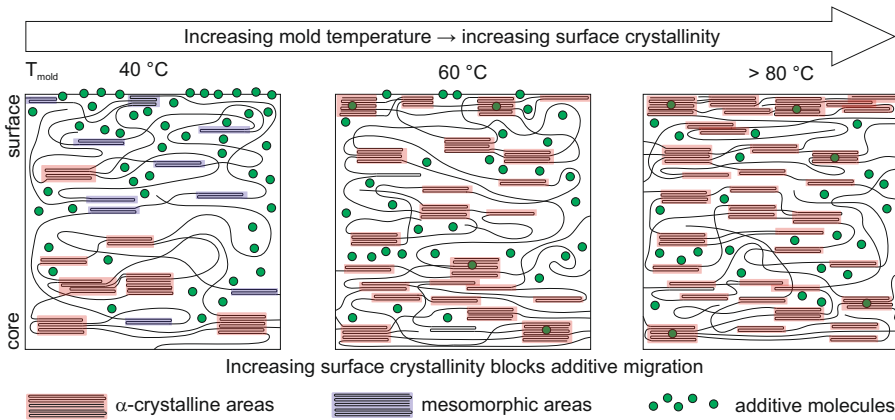 Increasing mold temperature → increasing surface crystallinity
T_mold 40 °C 60 °C > 80 °C
surface
core
Increasing surface crystallinity blocks additive migration
α-crystalline areas mesomorphic areas additive molecules